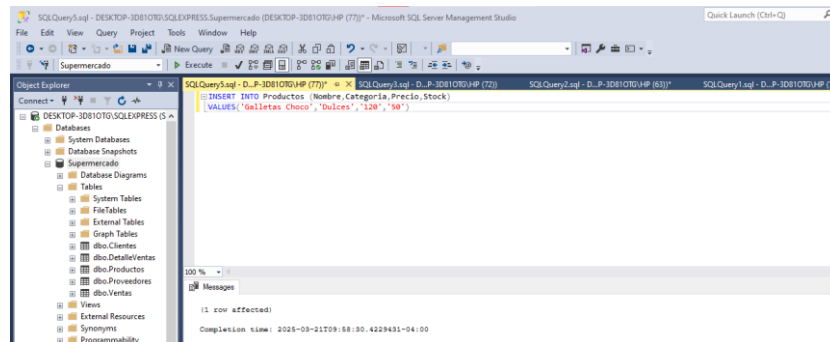 SQLQuery5.sql - DESKTOP-3D81OTG\SQLEXPRESS.Supermercado (DESKTOP-3D81OTG\HP (77))* - Microsoft SQL Server Management Studio
Quick Launch (Ctrl+Q)
File Edit View Query Project Tools Window Help
New Query
Supermercado
Execute
Object Explorer
SQLQuery5.sql - D...P-3D81OTG\HP (77))* SQLQuery3.sql - D...P-3D81OTG\HP (72)) SQLQuery2.sql - D...P-3D81OTG\HP (63))* SQLQuery1.sql - D...P-3D81OTG\HP
Connect
INSERT INTO Productos (Nombre,Categoria,Precio,Stock)
VALUES('Galletas Choco','Dulces','120','50')
DESKTOP-3D81OTG\SQLEXPRESS (S
Databases
System Databases
Database Snapshots
Supermercado
Database Diagrams
Tables
System Tables
FileTables
External Tables
Graph Tables
dbo.Clientes
dbo.DetalleVentas
dbo.Productos
dbo.Proveedores
dbo.Ventas
Views
External Resources
Synonyms
Programmability
100 %
Messages
(1 row affected)
Completion time: 2025-03-21T09:58:30.4229431-04:00